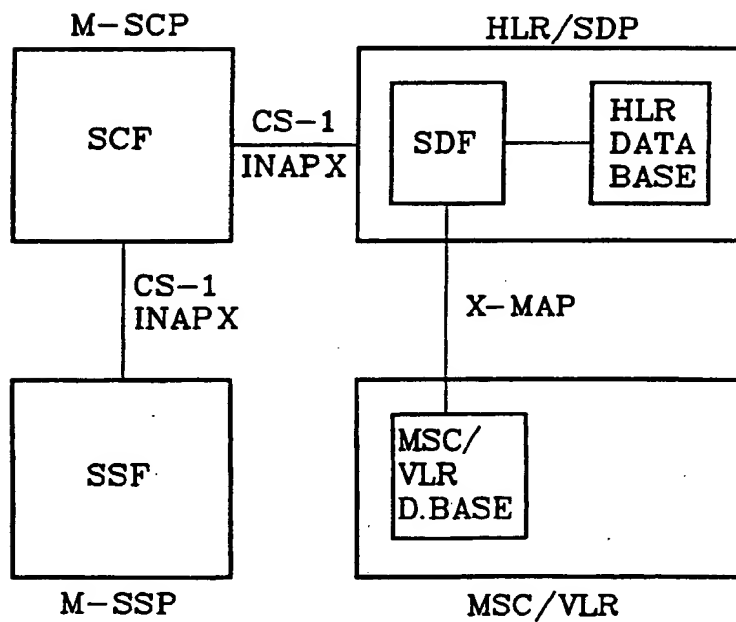 M-SCP
HLR/SDP
SCF
CS-1
INAPX
SDF
HLR
DATA
BASE
CS-1
INAPX
X-MAP
SSF
MSC/
VLR
D.BASE
M-SSP
MSC/VLR